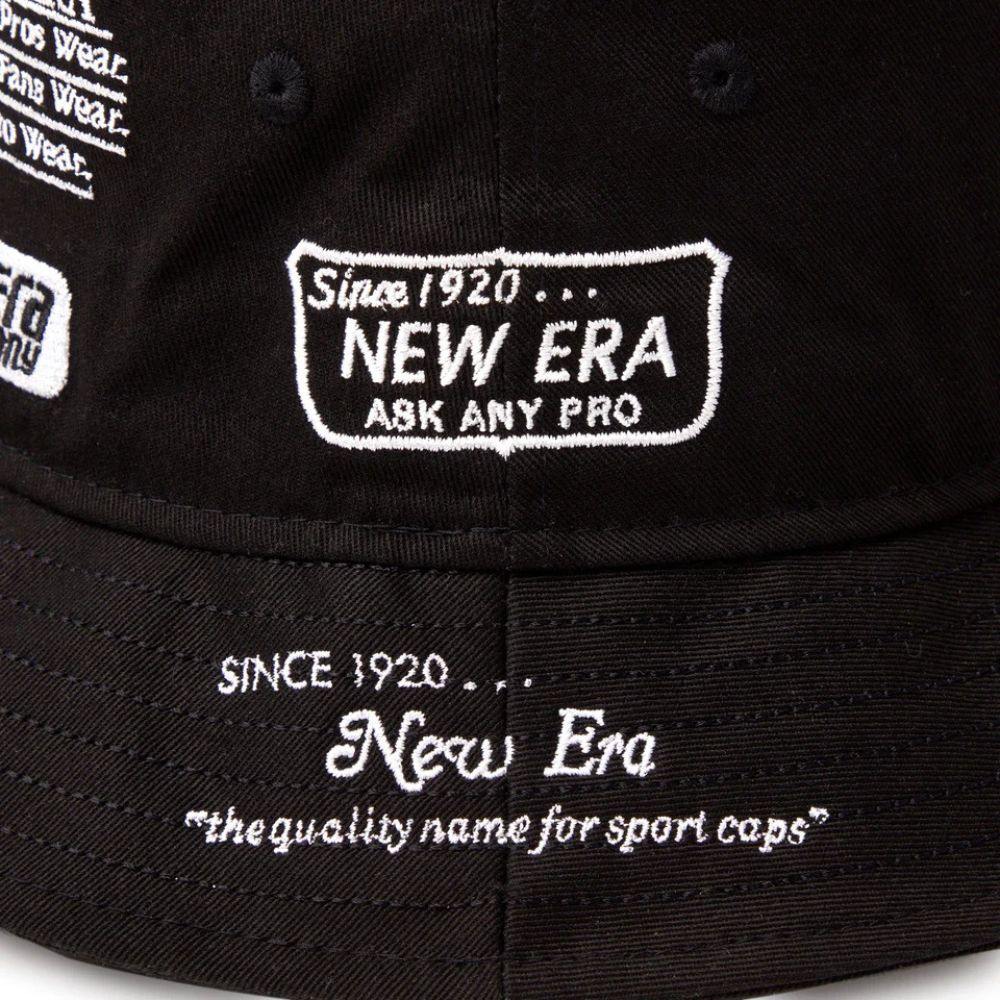 Pros Wear.
Fans Wear.
Wear.
Since 1920...
NEW ERA
ASK ANY PRO
SINCE 1920...
New Era
"the quality name for sport caps"